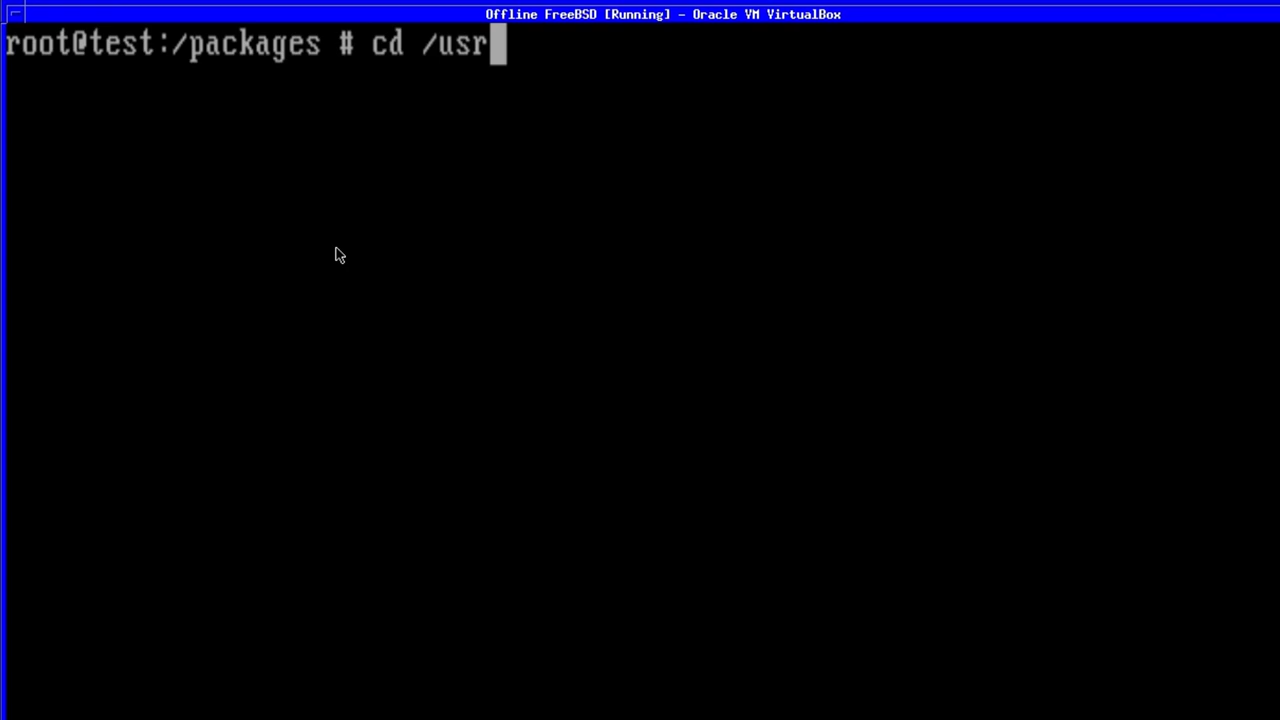 Offline FreeBSD [Running] - Oracle VM VirtualBox
root@test:/packages # cd /usr